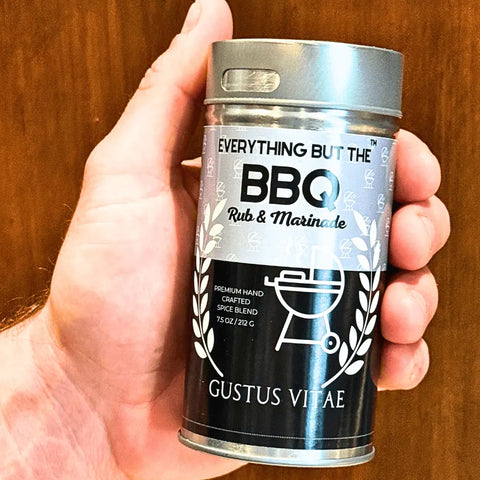 EVERYTHING BUT THE™
BBQ
Rub & Marinade
PREMIUM HAND
CRAFTED
SPICE BLEND
7.5 OZ / 212 G
GUSTUS VITAE